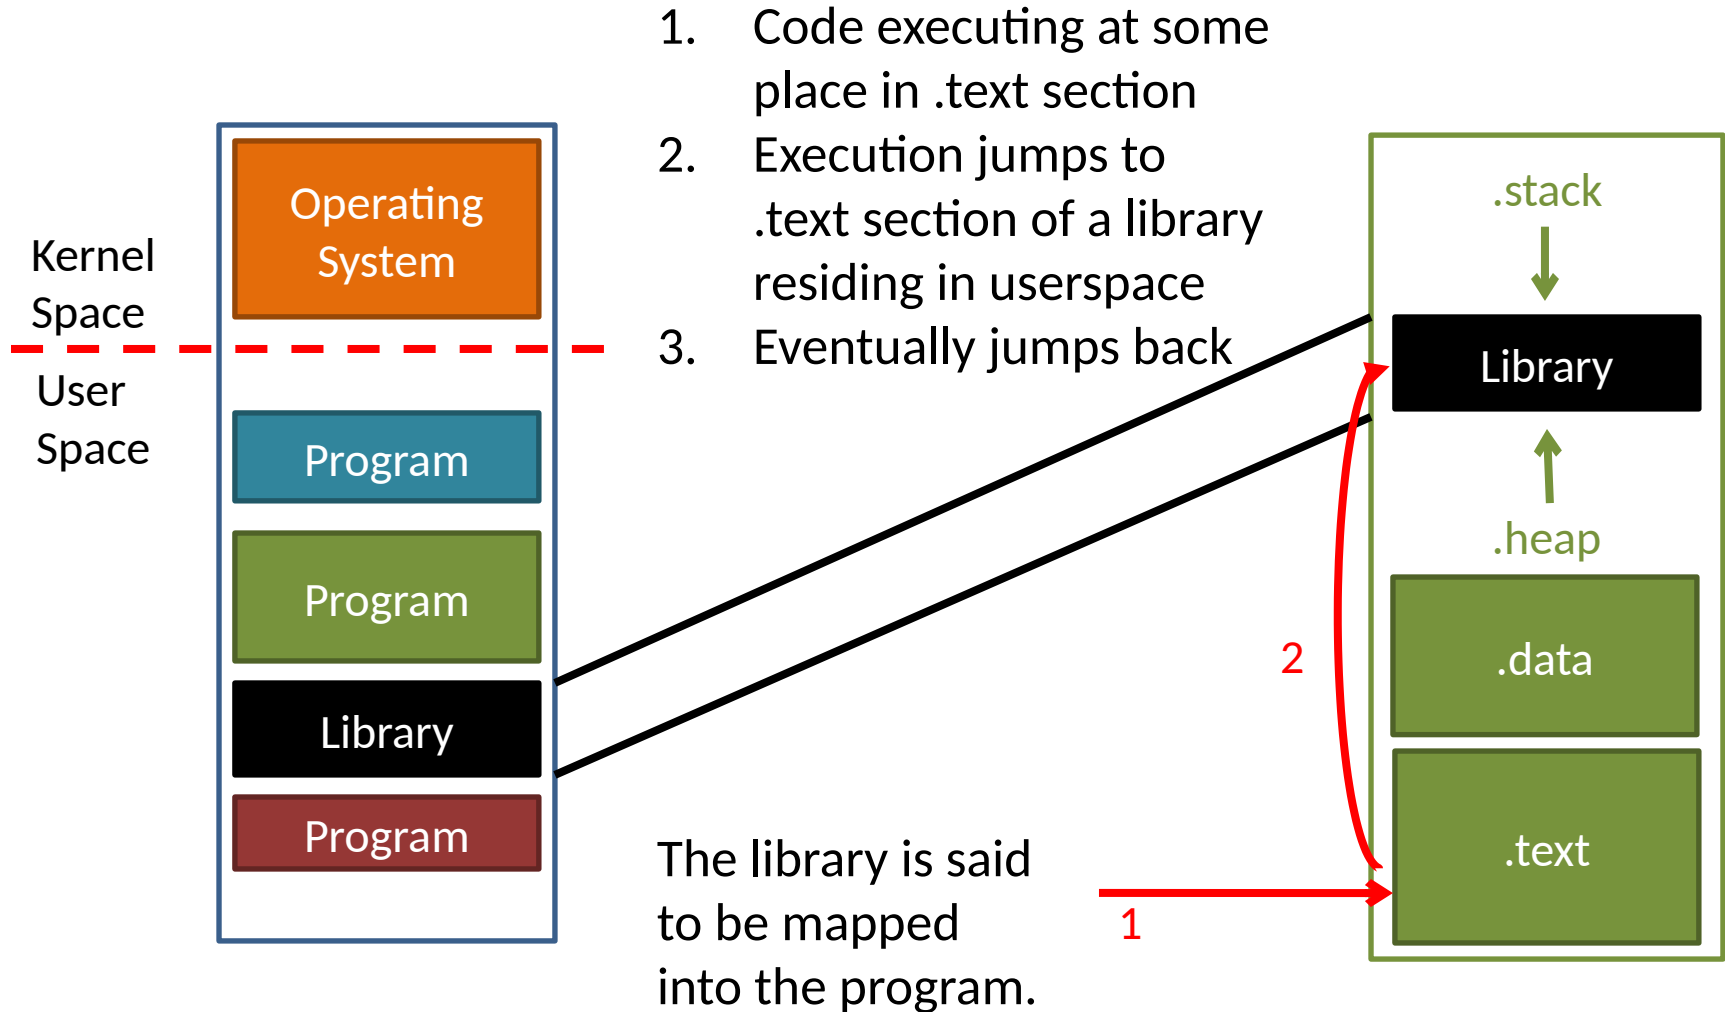 1. Code executing at some
place in .text section
2. Execution jumps to
.text section of a library
residing in userspace
3. Eventually jumps back
Kernel
Space
User
Space
Operating
System
Program
Program
Library
Program
The library is said
to be mapped
into the program.
.stack
Library
.heap
.data
.text
2
1